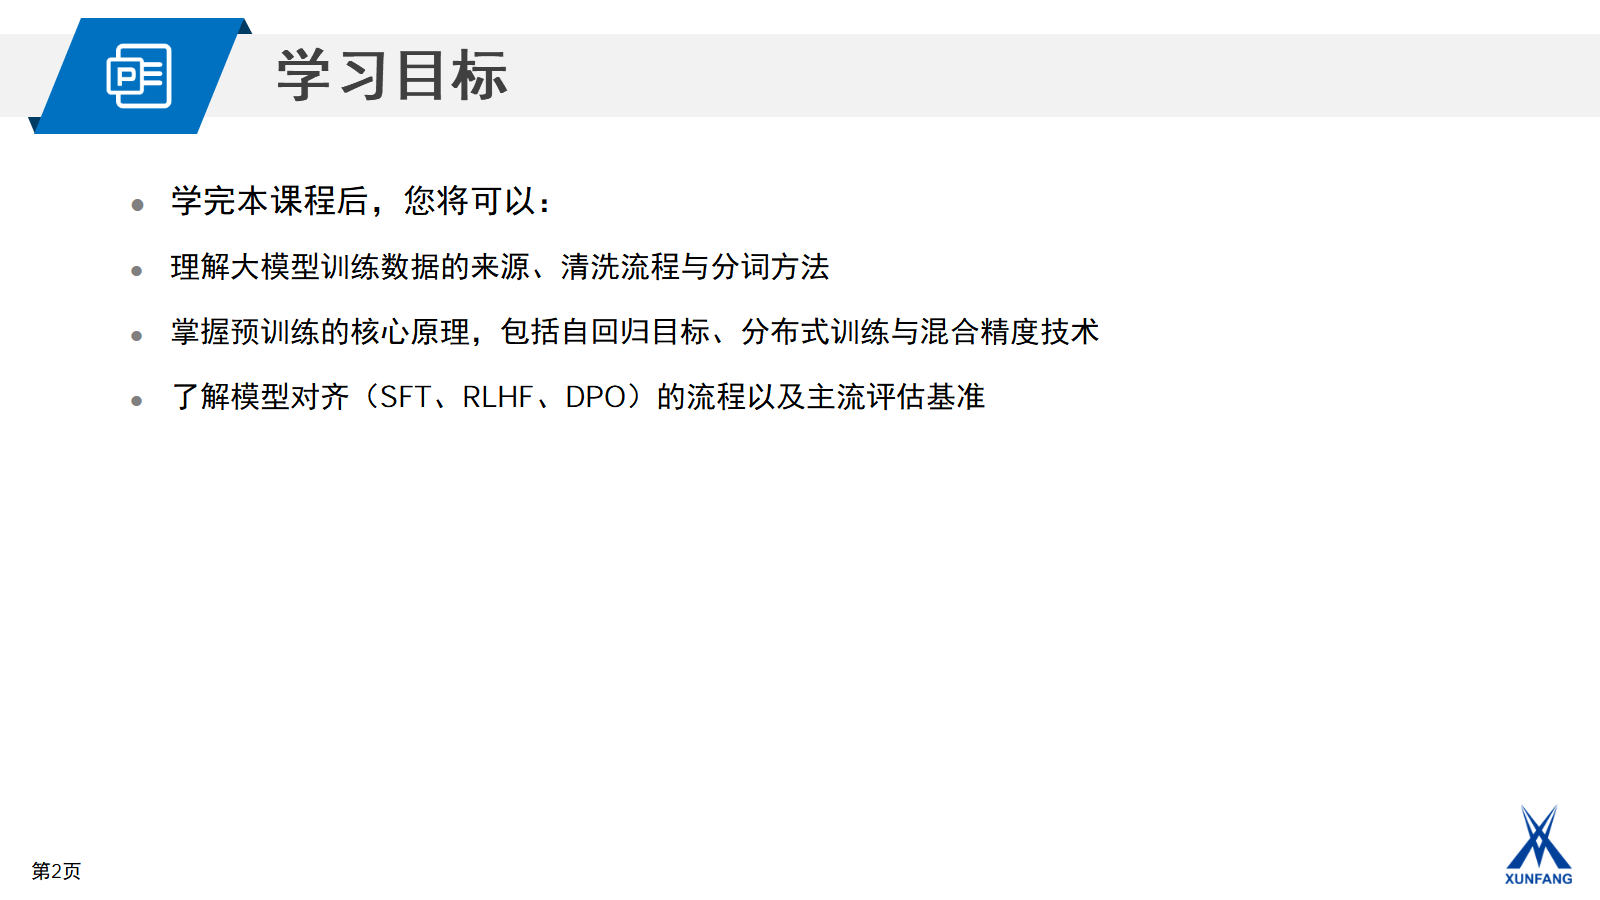 学习目标
学完本课程后，您将可以：
理解大模型训练数据的来源、清洗流程与分词方法
掌握预训练的核心原理，包括自回归目标、分布式训练与混合精度技术
了解模型对齐（SFT、RLHF、DPO）的流程以及主流评估基准
第2页
XUNFANG